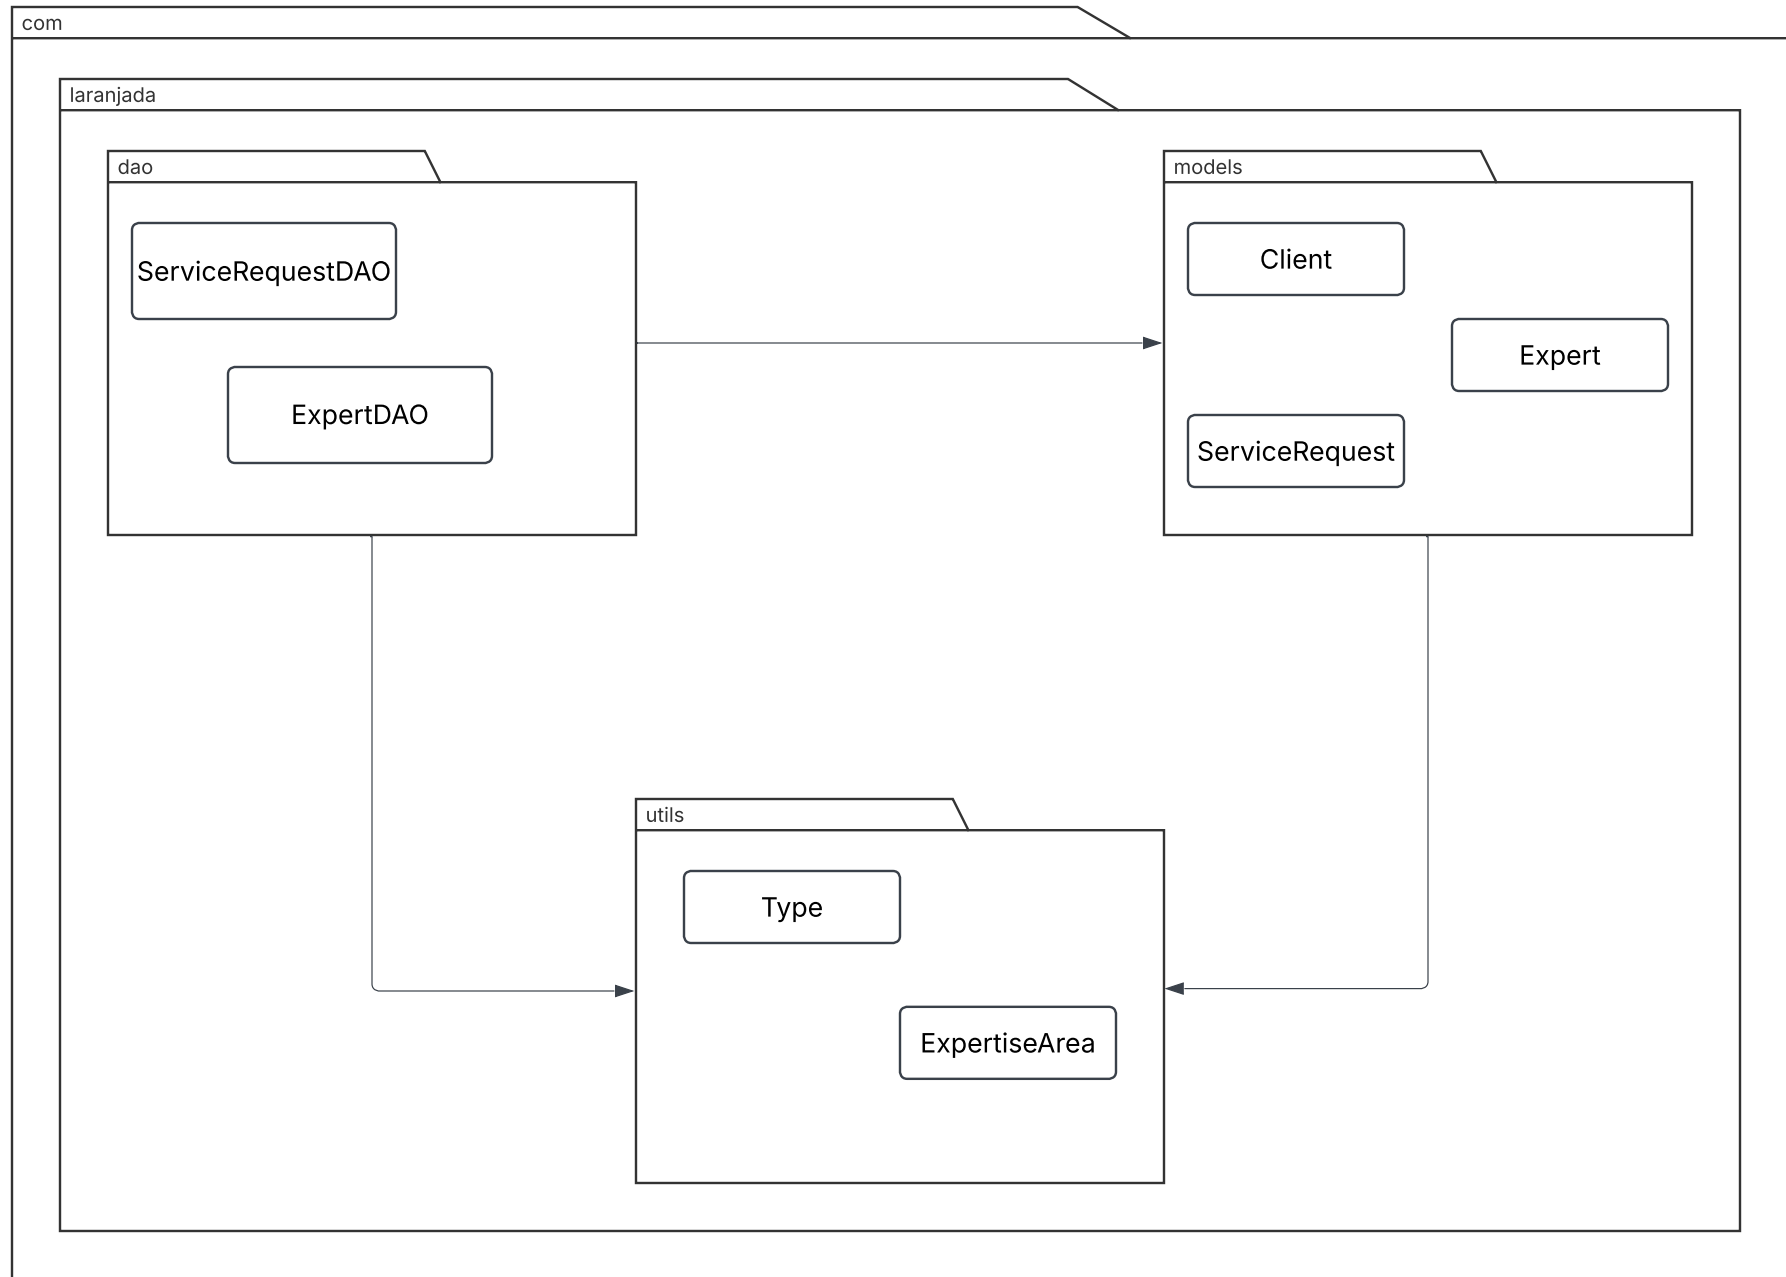 com
laranjada
dao
ServiceRequestDAO
ExpertDAO
models
Client
Expert
ServiceRequest
utils
Type
ExpertiseArea